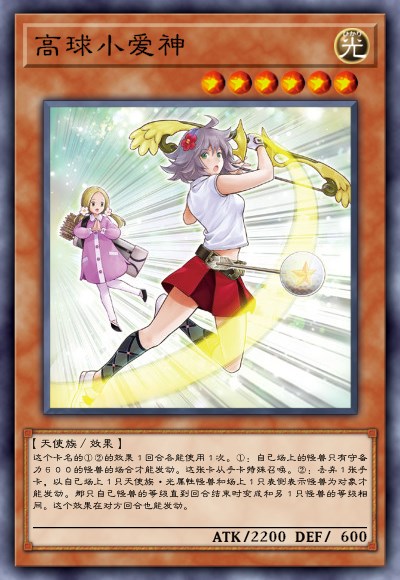 高球小爱神
ひかり
光
【天使族/效果】
这个卡名的①②的效果1回合各能使用1次。①:自己场上的怪兽只有守备
力600的怪兽的场合才能发动。这张卡从手卡特殊召唤。②:丢弃1张手
卡,以自己场上1只天使族·光属性怪兽和场上1只表侧表示怪兽为对象才
能发动。那只自己怪兽的等级直到回合结束时变成和另1只怪兽的等级相
同。这个效果在对方回合也能发动。
ATK/2200 DEF/ 600